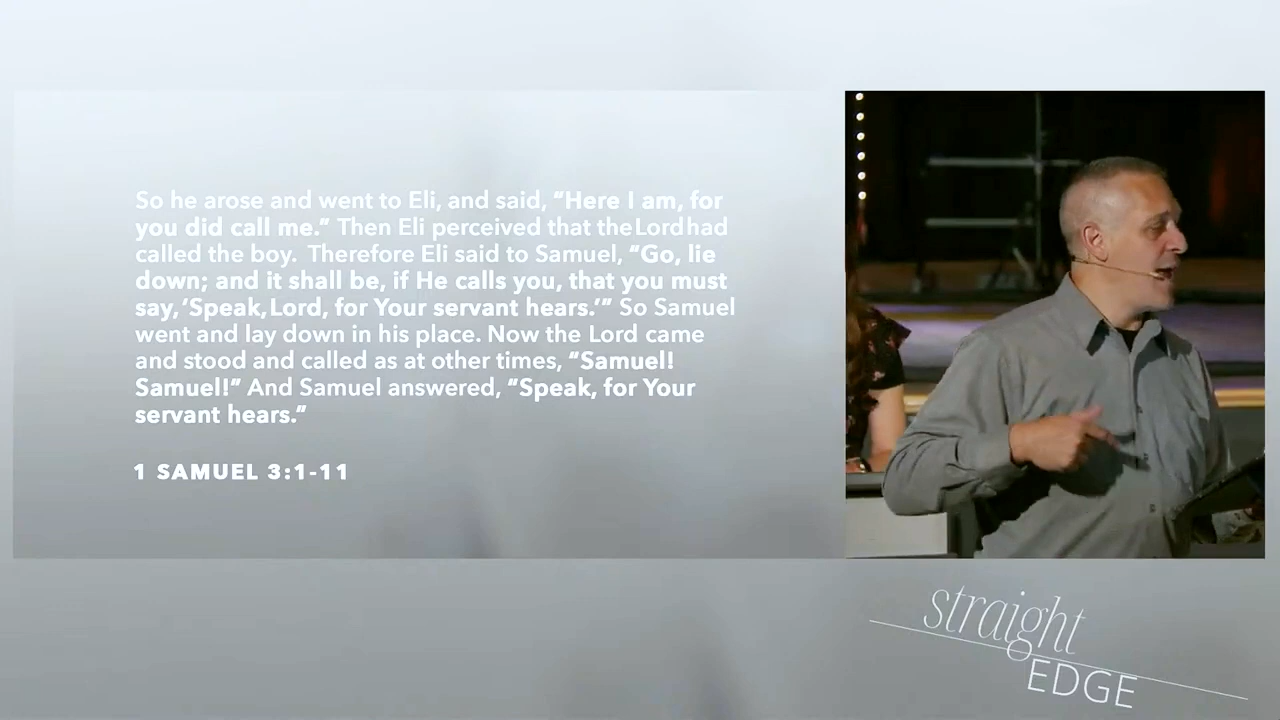 So he arose and went to Eli, and said, “Here I am, for
you did call me.” Then Eli perceived that the Lord had
called the boy.  Therefore Eli said to Samuel, “Go, lie
down; and it shall be, if He calls you, that you must
say, ‘Speak, Lord, for Your servant hears.’” So Samuel
went and lay down in his place. Now the Lord came
and stood and called as at other times, “Samuel!
Samuel!” And Samuel answered, “Speak, for Your
servant hears.”
1 SAMUEL 3:1-11
straight
EDGE